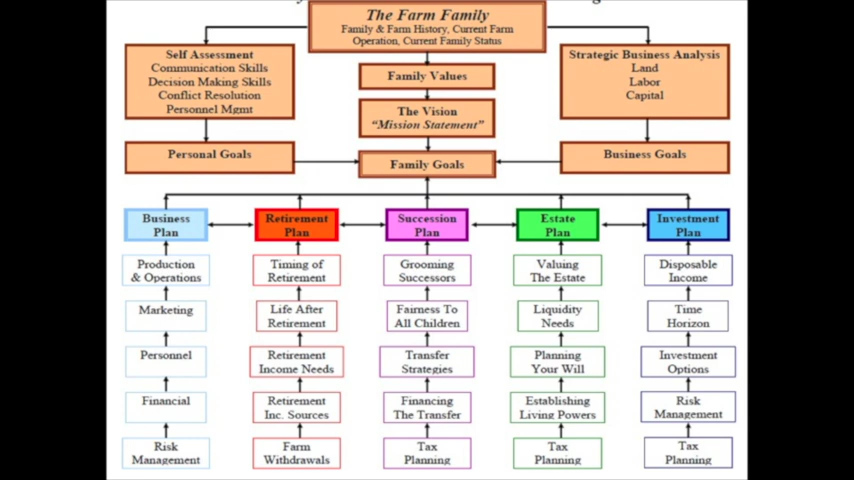 The Farm Family
Family & Farm History, Current Farm
Operation, Current Family Status
Self Assessment
Communication Skills
Decision Making Skills
Conflict Resolution
Personnel Mgmt
Family Values
The Vision
“Mission Statement”
Strategic Business Analysis
Land
Labor
Capital
Personal Goals
Family Goals
Business Goals
Business
Plan
Retirement
Plan
Succession
Plan
Estate
Plan
Investment
Plan
Production
& Operations
Timing of
Retirement
Grooming
Successors
Valuing
The Estate
Disposable
Income
Marketing
Life After
Retirement
Fairness To
All Children
Liquidity
Needs
Time
Horizon
Personnel
Retirement
Income Needs
Transfer
Strategies
Planning
Your Will
Investment
Options
Financial
Retirement
Inc. Sources
Financing
The Transfer
Establishing
Living Powers
Risk
Management
Risk
Management
Farm
Withdrawals
Tax
Planning
Tax
Planning
Tax
Planning